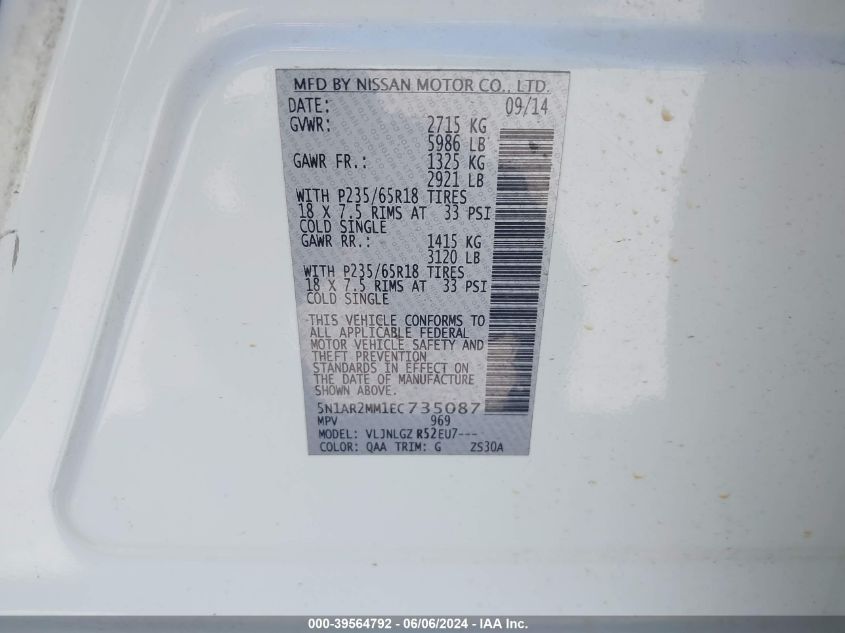 MFD BY NISSAN MOTOR CO., LTD.
DATE: 09/14
GVWR: 2715 KG
5986 LB
GAWR FR.: 1325 KG
2921 LB
WITH P235/65R18 TIRES
18 X 7.5 RIMS AT 33 PSI
COLD SINGLE
GAWR RR.: 1415 KG
3120 LB
WITH P235/65R18 TIRES
18 X 7.5 RIMS AT 33 PSI
COLD SINGLE
THIS VEHICLE CONFORMS TO
ALL APPLICABLE FEDERAL
MOTOR VEHICLE SAFETY AND
THEFT PREVENTION
STANDARDS IN EFFECT ON
THE DATE OF MANUFACTURE
SHOWN ABOVE.
5N1AR2MM1EC735087
MPV 969
MODEL: VLJNLGZ R52EU7---
COLOR: QAA TRIM: G ZS30A
000-39564792 - 06/06/2024 - IAA Inc.